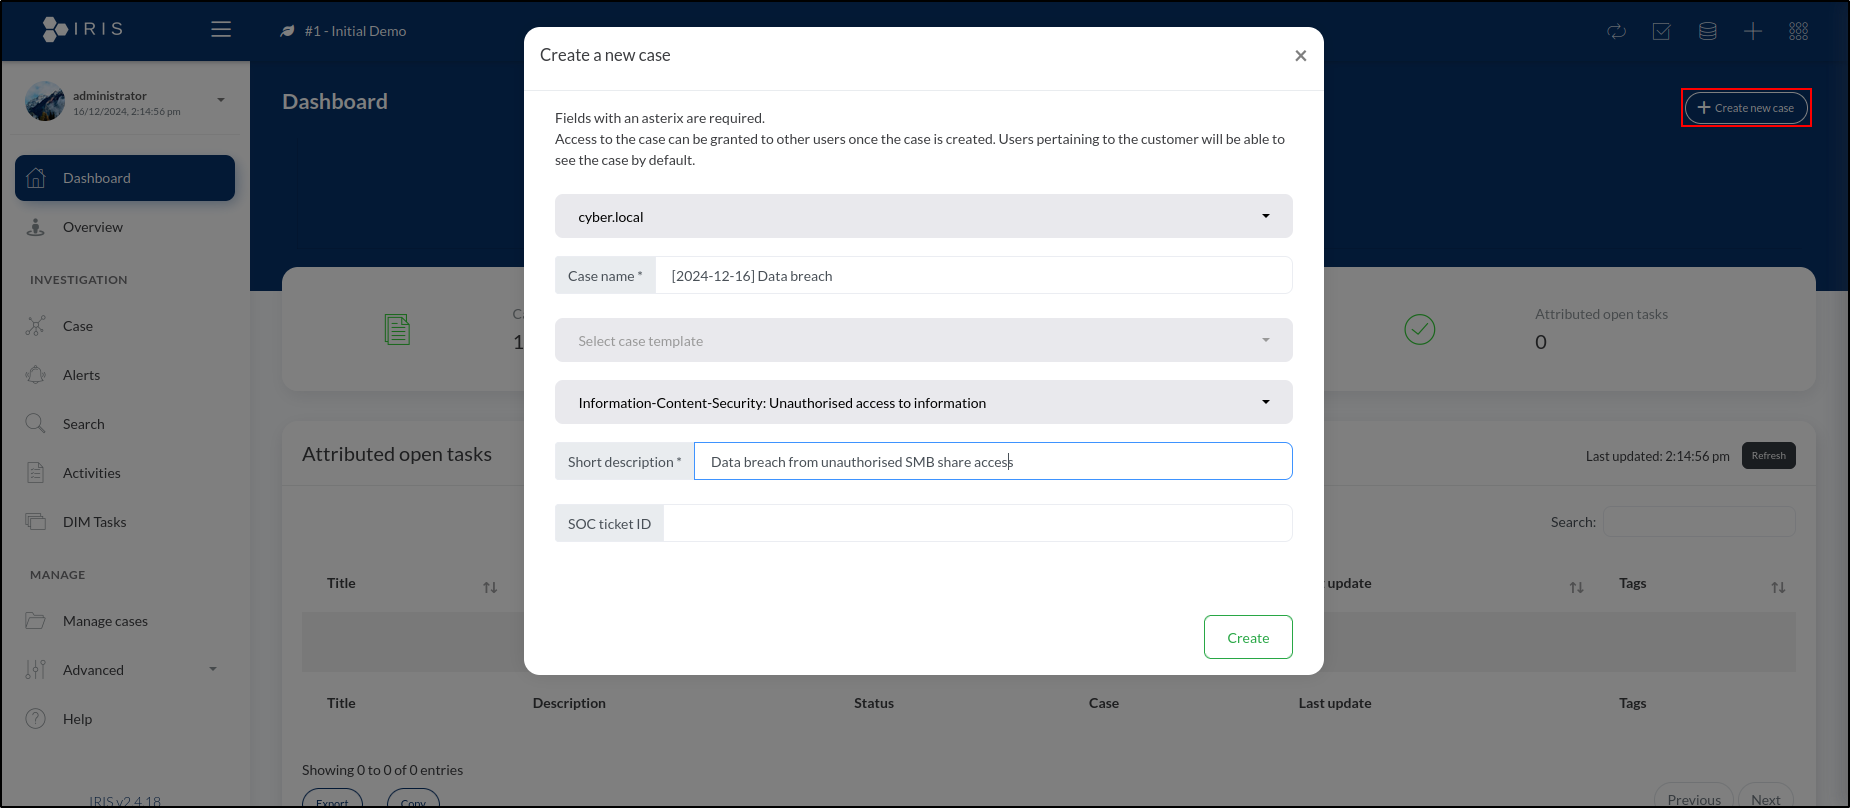 IRIS
#1 - Initial Demo
administrator
16/12/2024, 2:14:56 pm
Dashboard
Overview
INVESTIGATION
Case
Alerts
Search
Activities
DIM Tasks
MANAGE
Manage cases
Advanced
Help
IRIS v2.4.18
Dashboard
Create new case
Create a new case
×
Fields with an asterix are required.
Access to the case can be granted to other users once the case is created. Users pertaining to the customer will be able to
see the case by default.
cyber.local
Case name * [2024-12-16] Data breach
Select case template
Information-Content-Security: Unauthorised access to information
Short description * Data breach from unauthorised SMB share access
SOC ticket ID
Create
Attributed open tasks
0
Attributed open tasks
Last updated: 2:14:56 pm
Refresh
Search:
Title
update
Tags
Title Description Status Case Last update Tags
Showing 0 to 0 of 0 entries
Export Copy
Previous Next